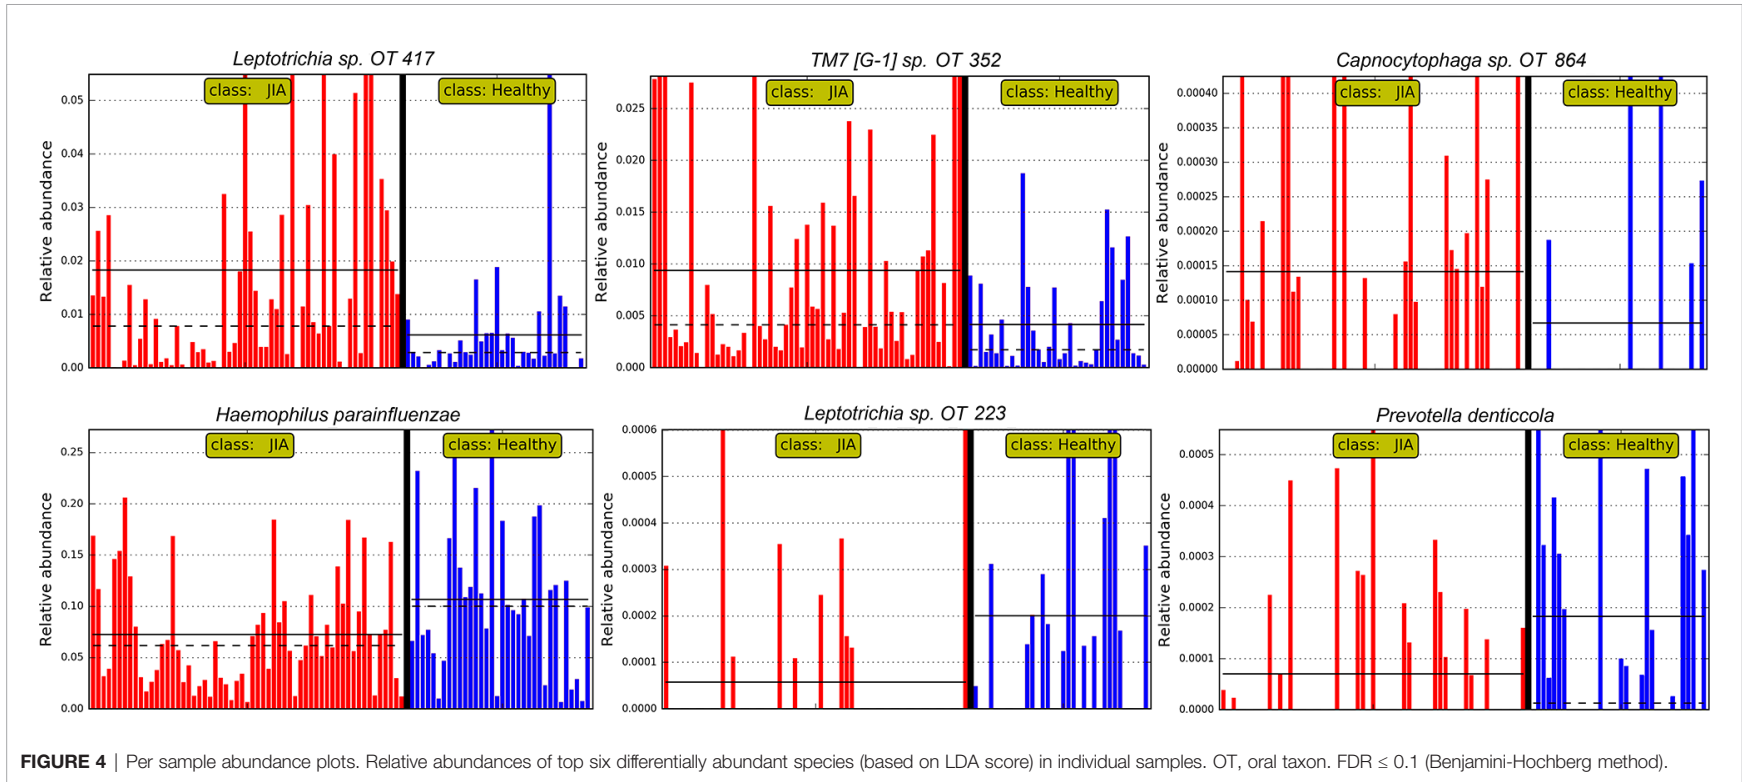 Leptotrichia sp. OT 417
class: JIA
class: Healthy
Relative abundance
0.05
0.04
0.03
0.02
0.01
0.00
TM7 [G-1] sp. OT 352
class: JIA
class: Healthy
Relative abundance
0.025
0.020
0.015
0.010
0.005
0.000
Capnocytophaga sp. OT 864
class: JIA
class: Healthy
Relative abundance
0.00040
0.00035
0.00030
0.00025
0.00020
0.00015
0.00010
0.00005
0.00000
Haemophilus parainfluenzae
class: JIA
class: Healthy
Relative abundance
0.25
0.20
0.15
0.10
0.05
0.00
Leptotrichia sp. OT 223
class: JIA
class: Healthy
Relative abundance
0.0006
0.0005
0.0004
0.0003
0.0002
0.0001
0.0000
Prevotella denticcola
class: JIA
class: Healthy
Relative abundance
0.0005
0.0004
0.0003
0.0002
0.0001
0.0000
FIGURE 4 | Per sample abundance plots. Relative abundances of top six differentially abundant species (based on LDA score) in individual samples. OT, oral taxon. FDR ≤ 0.1 (Benjamini-Hochberg method).